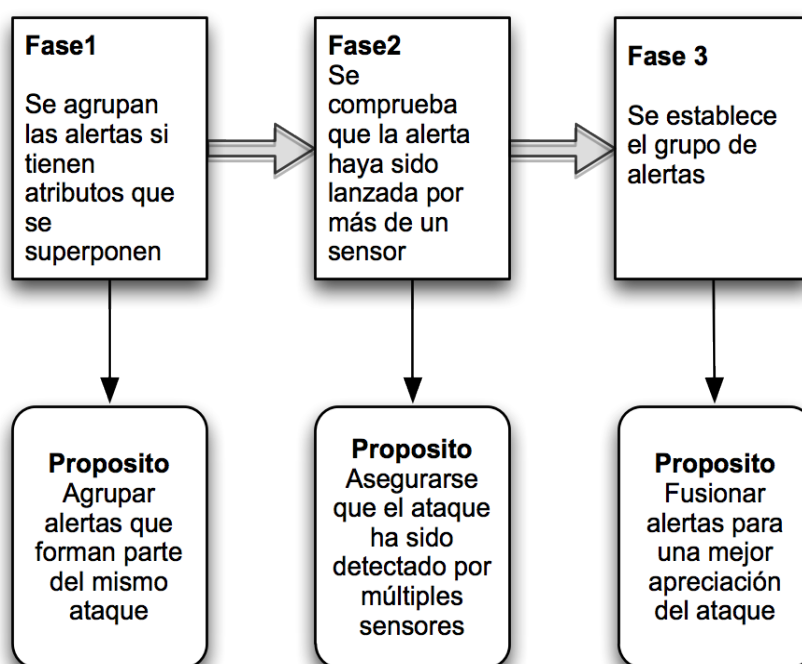 Fase1
Se agrupan
las alertas si
tienen
atributos que
se
superponen
Fase2
Se
comprueba
que la alerta
haya sido
lanzada por
más de un
sensor
Fase 3
Se establece
el grupo de
alertas
Proposito
Agrupar
alertas que
forman parte
del mismo
ataque
Proposito
Asegurarse
que el ataque
ha sido
detectado por
múltiples
sensores
Proposito
Fusionar
alertas para
una mejor
apreciación
del ataque